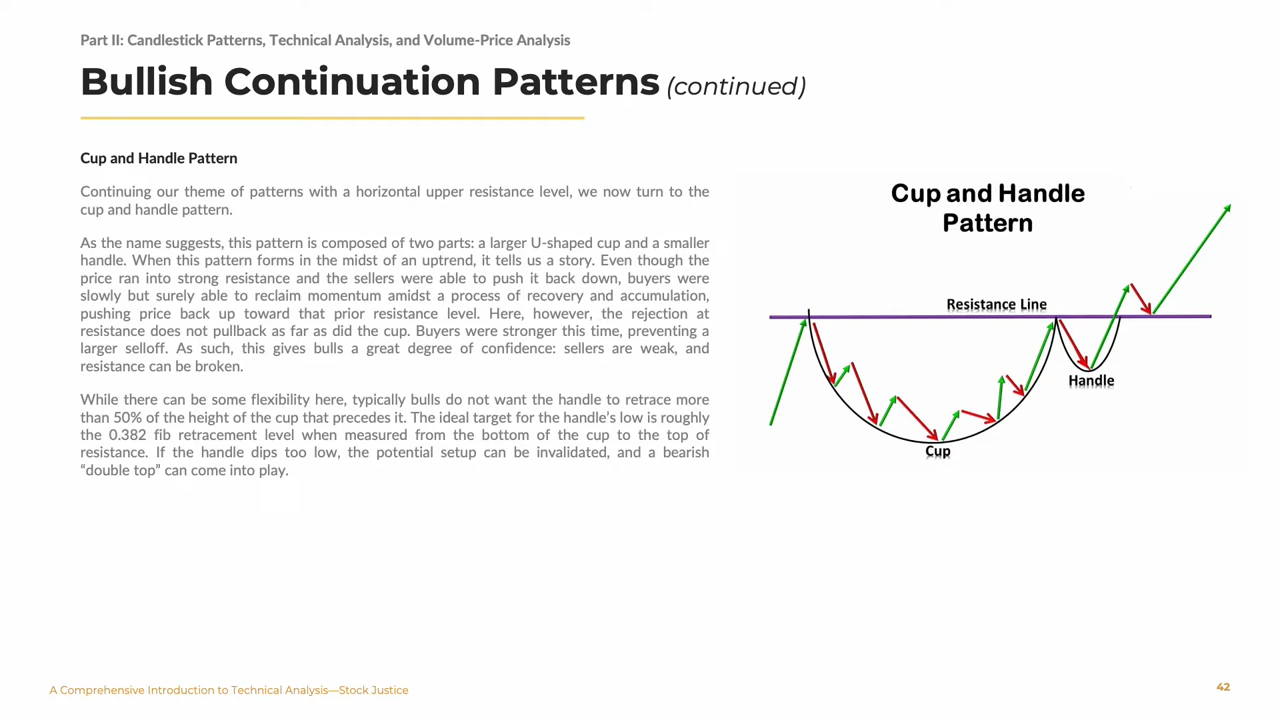 Part II: Candlestick Patterns, Technical Analysis, and Volume-Price Analysis
Bullish Continuation Patterns (continued)
Cup and Handle Pattern
Continuing our theme of patterns with a horizontal upper resistance level, we now turn to the
cup and handle pattern.
As the name suggests, this pattern is composed of two parts: a larger U-shaped cup and a smaller
handle. When this pattern forms in the midst of an uptrend, it tells us a story. Even though the
price ran into strong resistance and the sellers were able to push it back down, buyers were
slowly but surely able to reclaim momentum amidst a process of recovery and accumulation,
pushing price back up toward that prior resistance level. Here, however, the rejection at
resistance does not pullback as far as did the cup. Buyers were stronger this time, preventing a
larger selloff. As such, this gives bulls a great degree of confidence: sellers are weak, and
resistance can be broken.
While there can be some flexibility here, typically bulls do not want the handle to retrace more
than 50% of the height of the cup that precedes it. The ideal target for the handle's low is roughly
the 0.382 fib retracement level when measured from the bottom of the cup to the top of
resistance. If the handle dips too low, the potential setup can be invalidated, and a bearish
“double top” can come into play.
Cup and Handle
Pattern
Resistance Line
Handle
Cup
A Comprehensive Introduction to Technical Analysis—Stock Justice
42